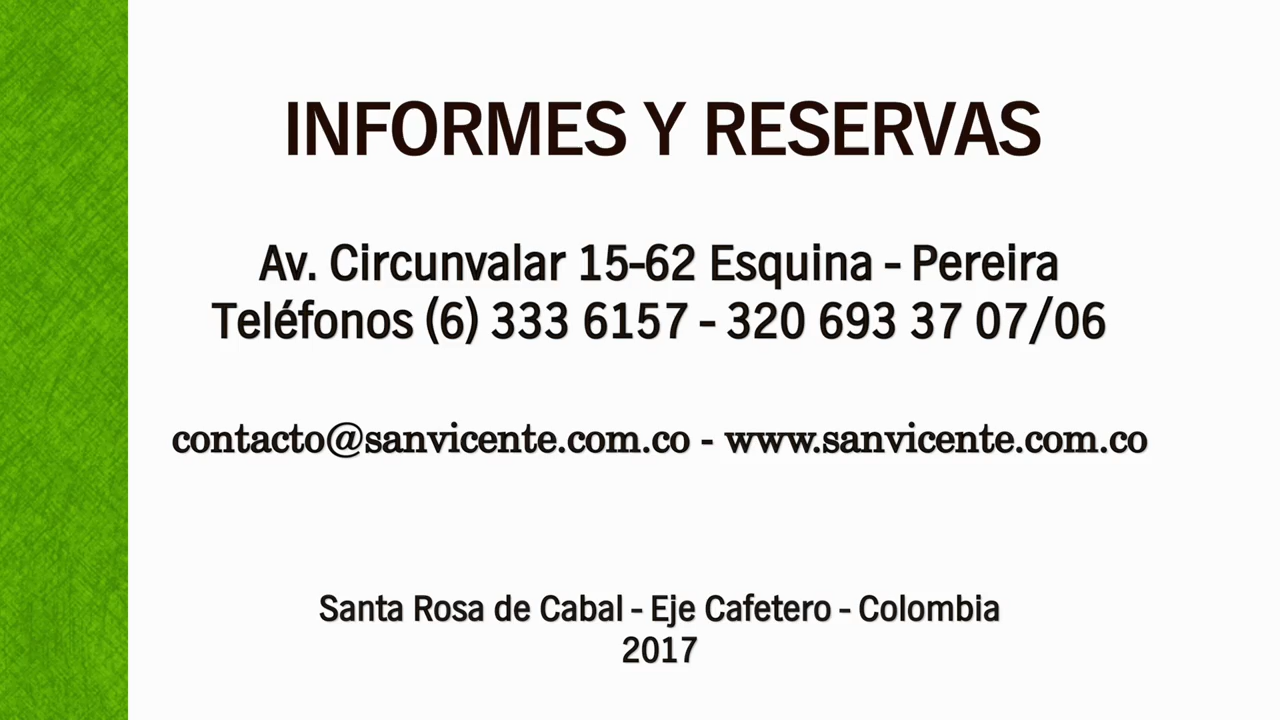 INFORMES Y RESERVAS
Av. Circunvalar 15-62 Esquina - Pereira
Teléfonos (6) 333 6157 - 320 693 37 07/06
contacto@sanvicente.com.co - www.sanvicente.com.co
Santa Rosa de Cabal - Eje Cafetero - Colombia
2017